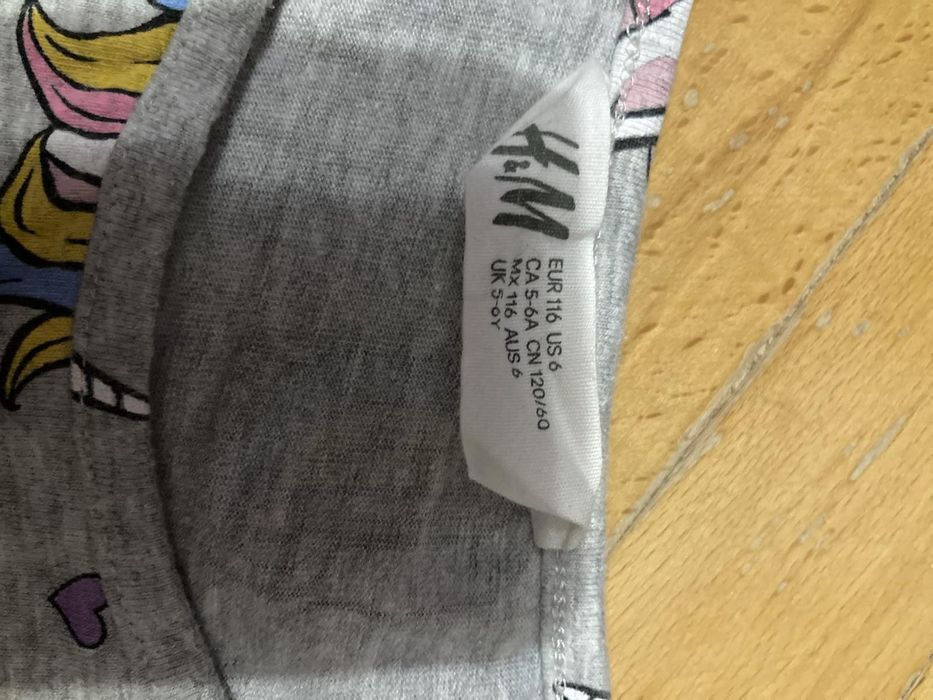 H&M
EUR 116 US 6
CA 5-6A CN 120/60
MX 116 AUS 6
UK 5-6Y